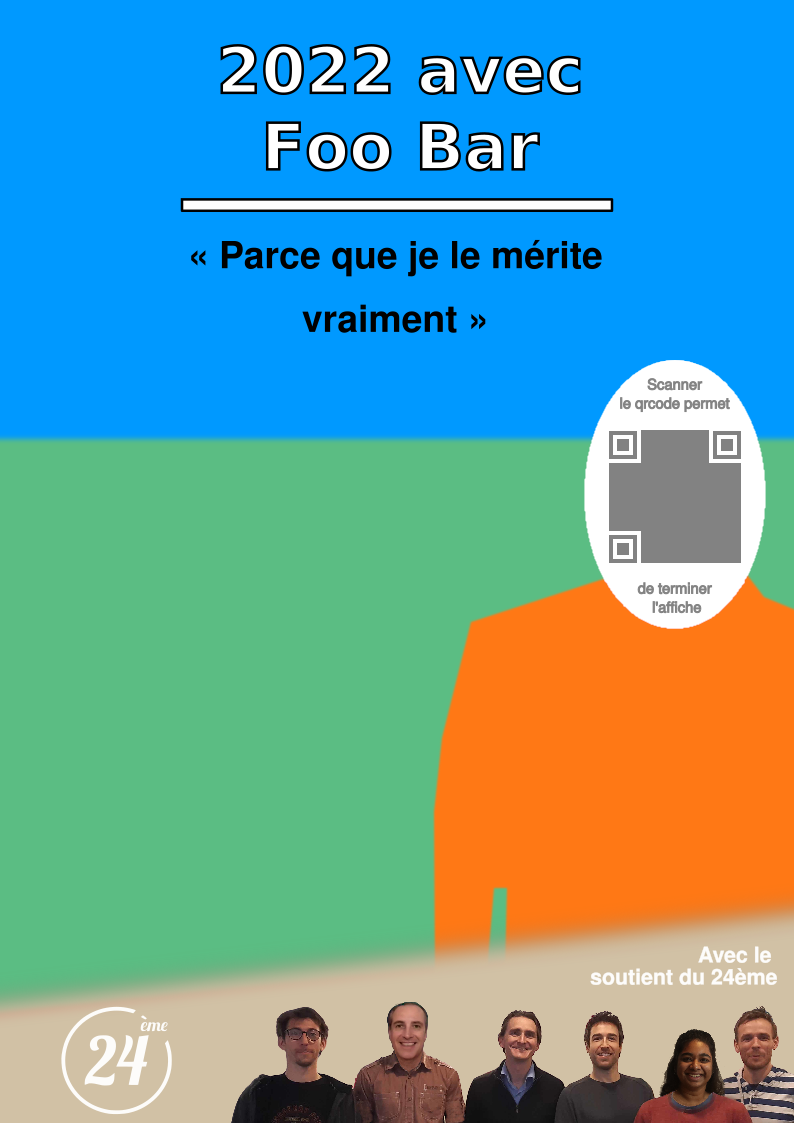 2022 avec
Foo Bar
« Parce que je le mérite
vraiment »
Scanner
le qrcode permet
de terminer
l'affiche
Avec le
soutient du 24ème
24ème